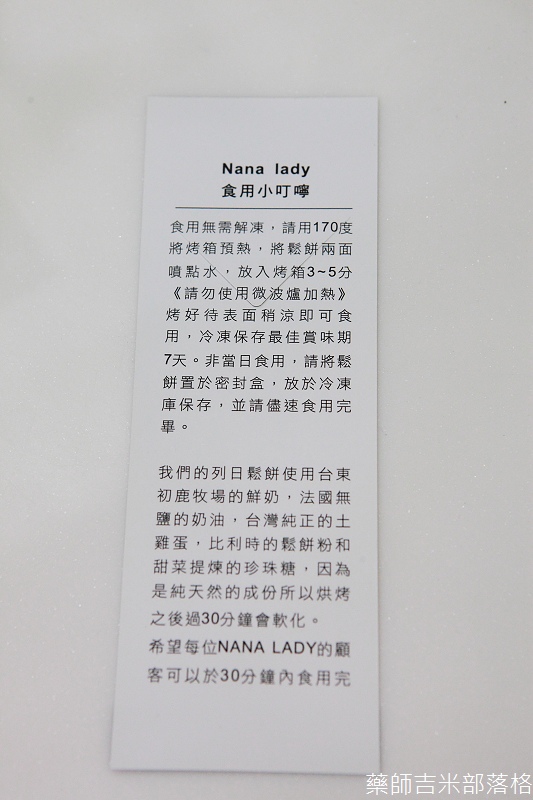 Nana lady
食用小叮嚀
食用無需解凍，請用170度
將烤箱預熱，將鬆餅兩面
噴點水，放入烤箱3~5分
《請勿使用微波爐加熱》
烤好待表面稍涼即可食
用，冷凍保存最佳賞味期
7天。非當日食用，請將鬆
餅置於密封盒，放於冷凍
庫保存，並請儘速食用完
畢。
我們的列日鬆餅使用台東
初鹿牧場的鮮奶，法國無
鹽的奶油，台灣純正的土
雞蛋，比利時的鬆餅粉和
甜菜提煉的珍珠糖，因為
是純天然的成份所以烘烤
之後過30分鐘會軟化。
希望每位NANA LADY的顧
客可以於30分鐘內食用完
藥師吉米部落格